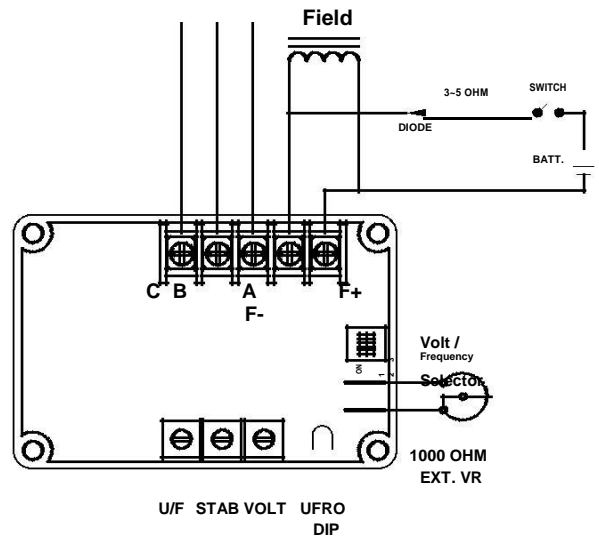 Field
3~5 OHM
SWITCH
DIODE
BATT.
C B A F+
F-
ON
1 2 3
Volt /
Frequency
Selector
1000 OHM
EXT. VR
U/F STAB VOLT UFRO
DIP